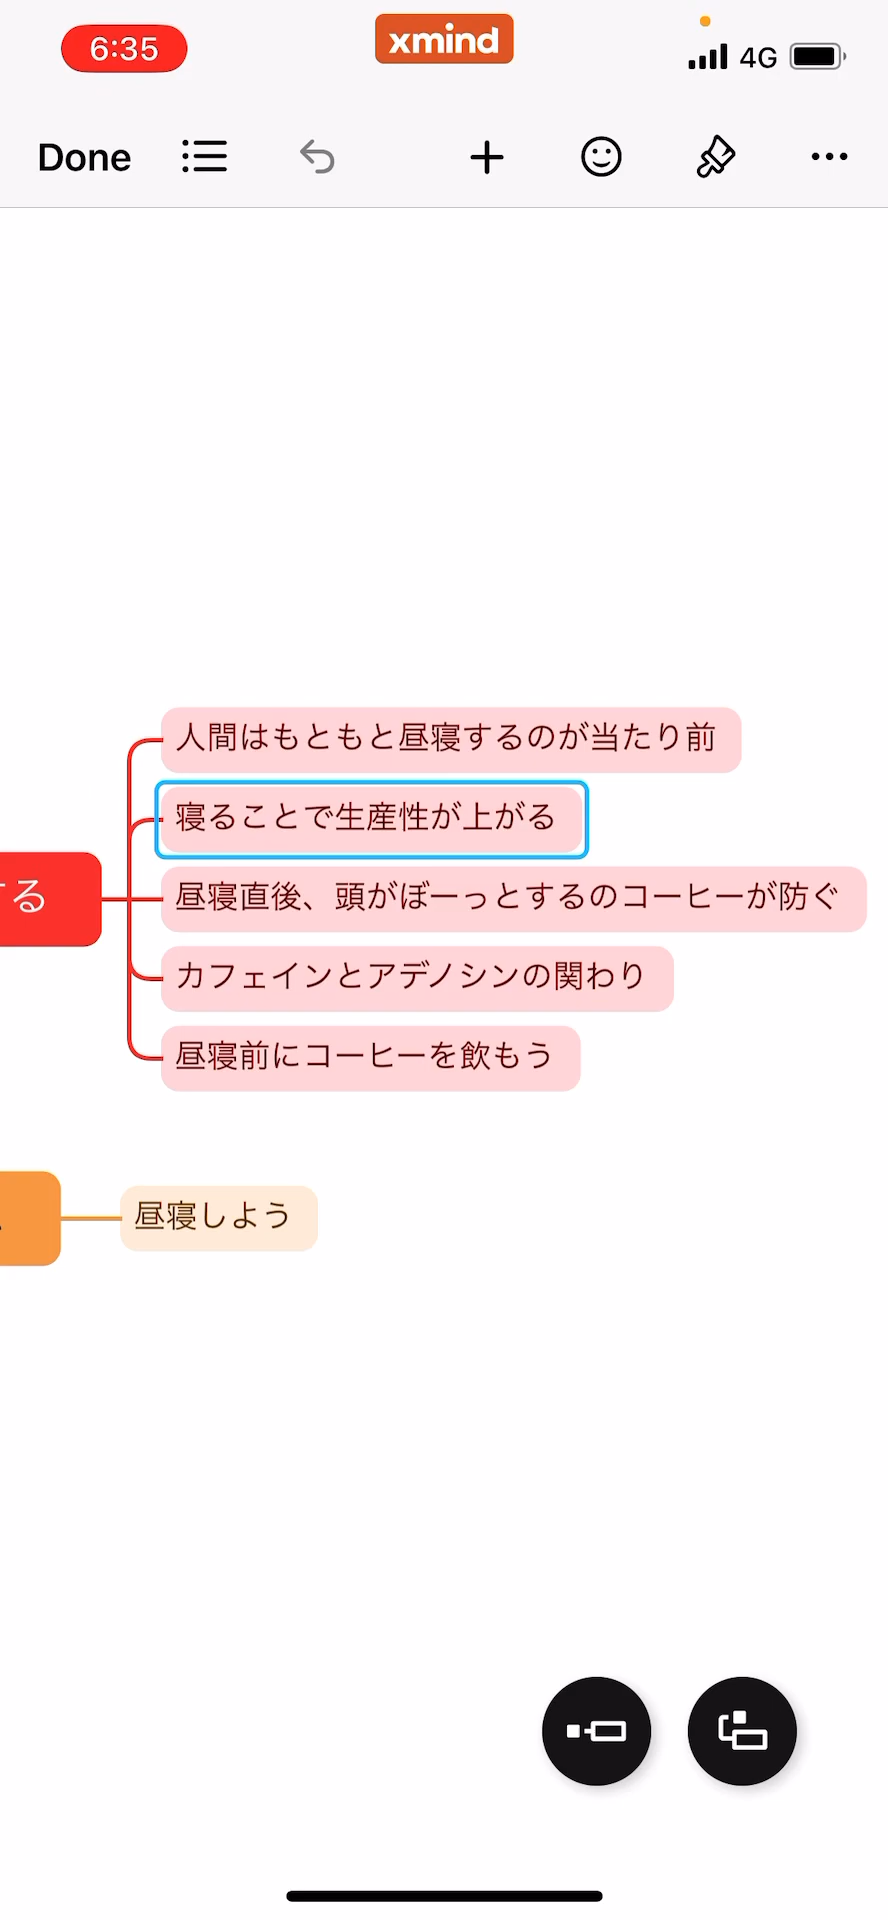 6:35
xmind
4G
Done
人間はもともと昼寝するのが当たり前
寝ることで生産性が上がる
する
昼寝直後、頭がぼーっとするのコーヒーが防ぐ
カフェインとアデノシンの関わり
昼寝前にコーヒーを飲もう
昼寝しよう